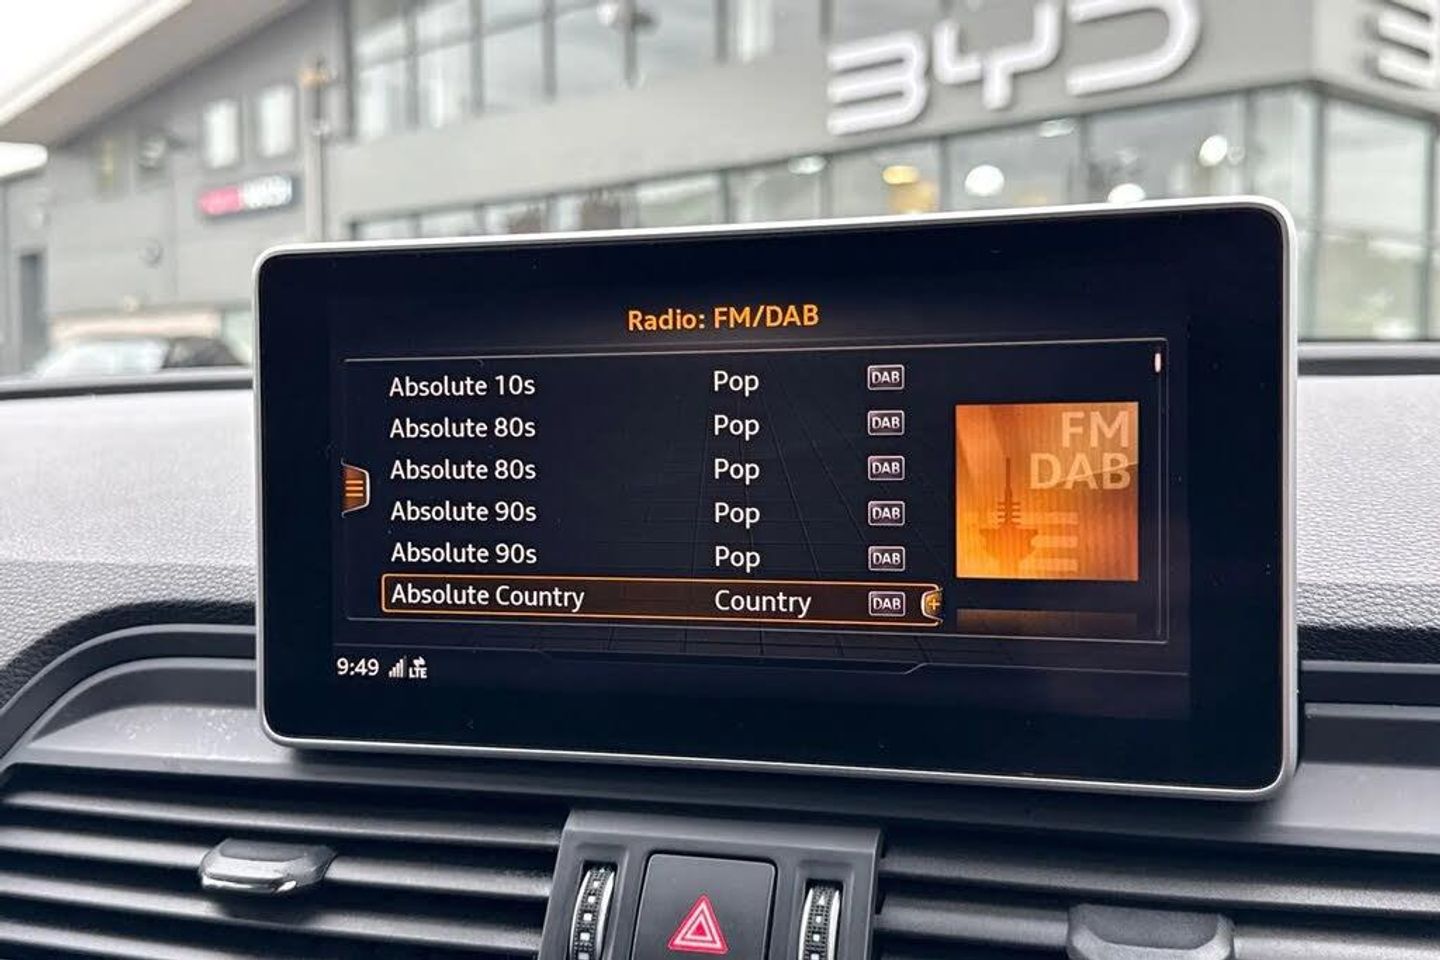 BYD
Radio: FM/DAB
Absolute 10s Pop DAB
Absolute 80s Pop DAB
Absolute 80s Pop DAB
Absolute 90s Pop DAB
Absolute 90s Pop DAB
Absolute Country Country DAB
FM
DAB
9:49 LTE